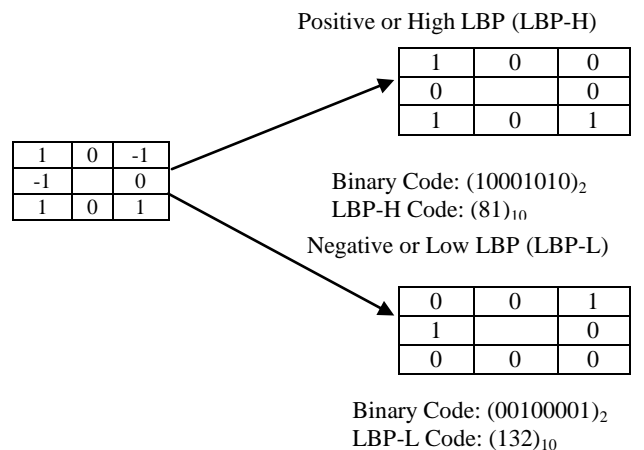 Positive or High LBP (LBP-H)
1 0 0
0 0
1 0 1
1 0 -1
-1 0
1 0 1
Binary Code: (10001010)₂
LBP-H Code: (81)₁₀
Negative or Low LBP (LBP-L)
0 0 1
1 0
0 0 0
Binary Code: (00100001)₂
LBP-L Code: (132)₁₀